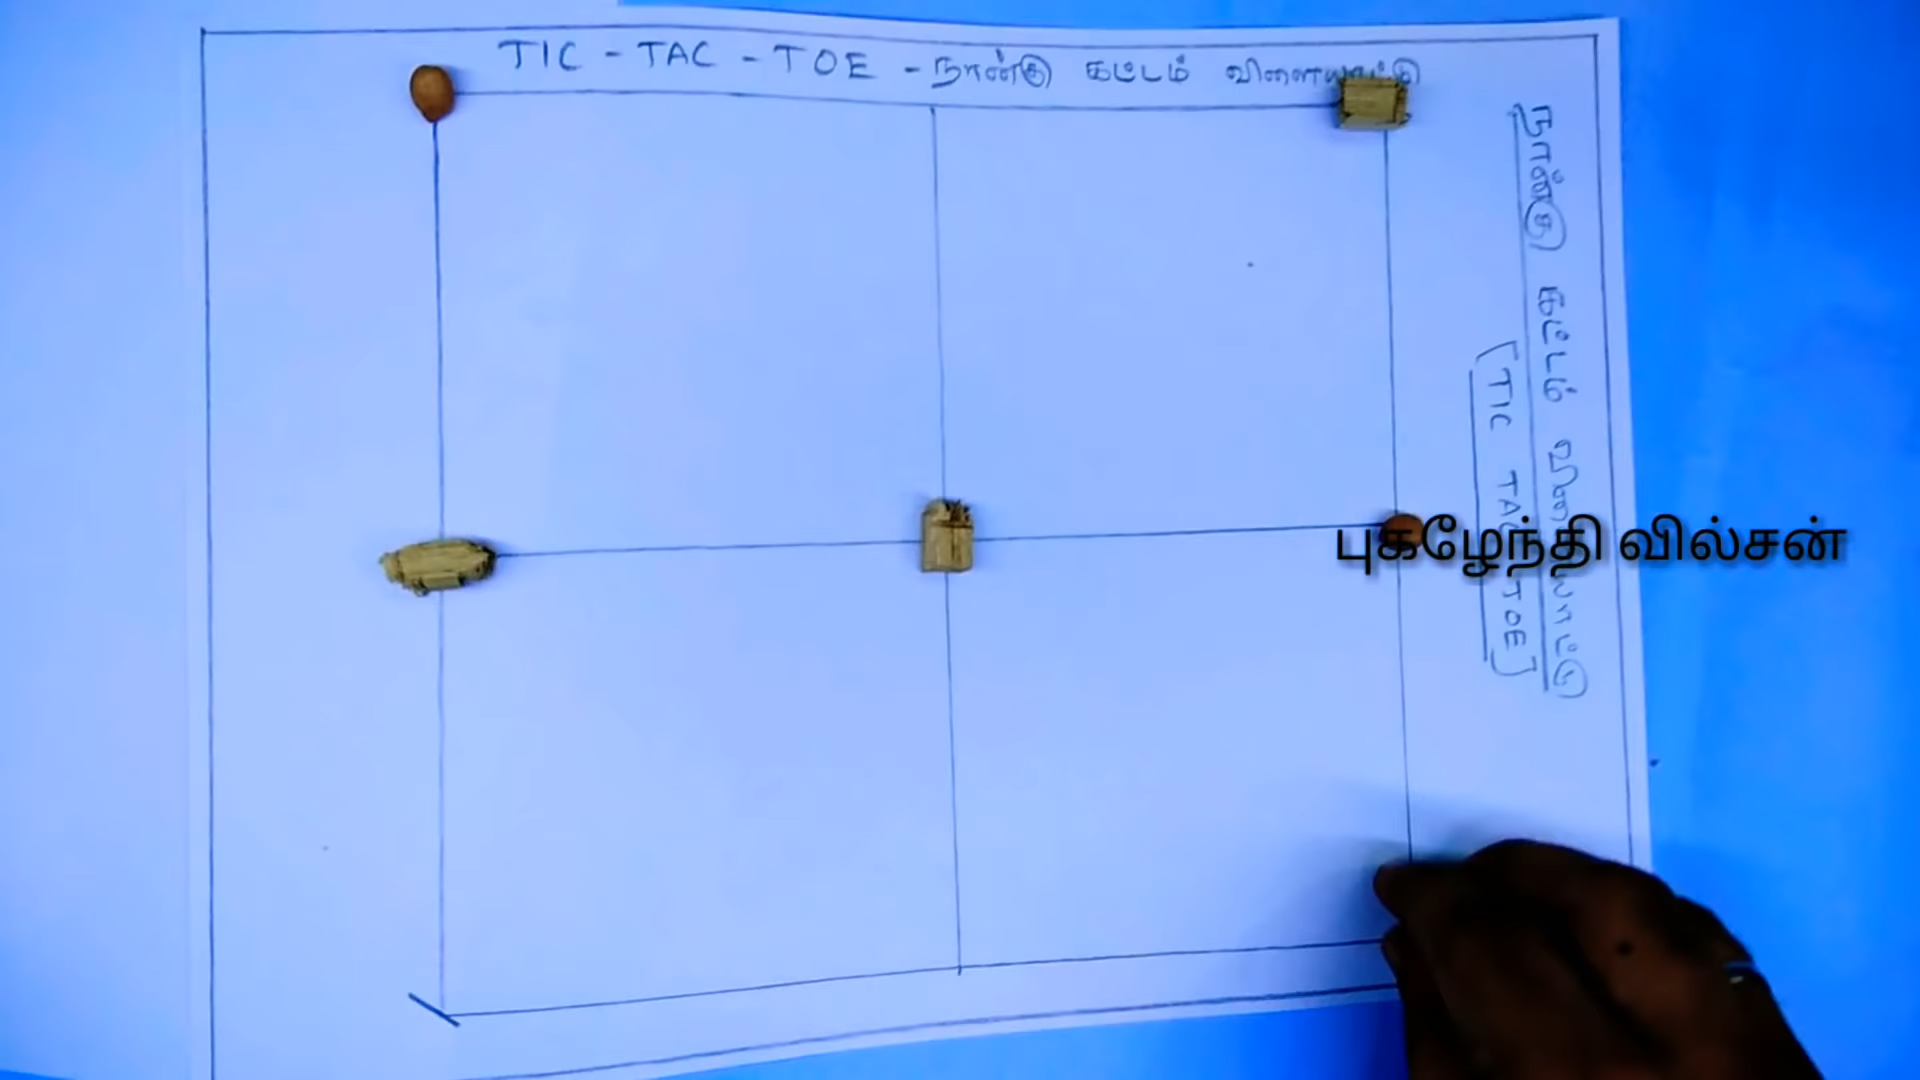 TIC - TAC - TOE - நான்கு கட்டம் விளையாட்டு
நான்கு கட்டம் விளையாட்டு
[TIC TAC TOE]
புகழேந்தி வில்சன்